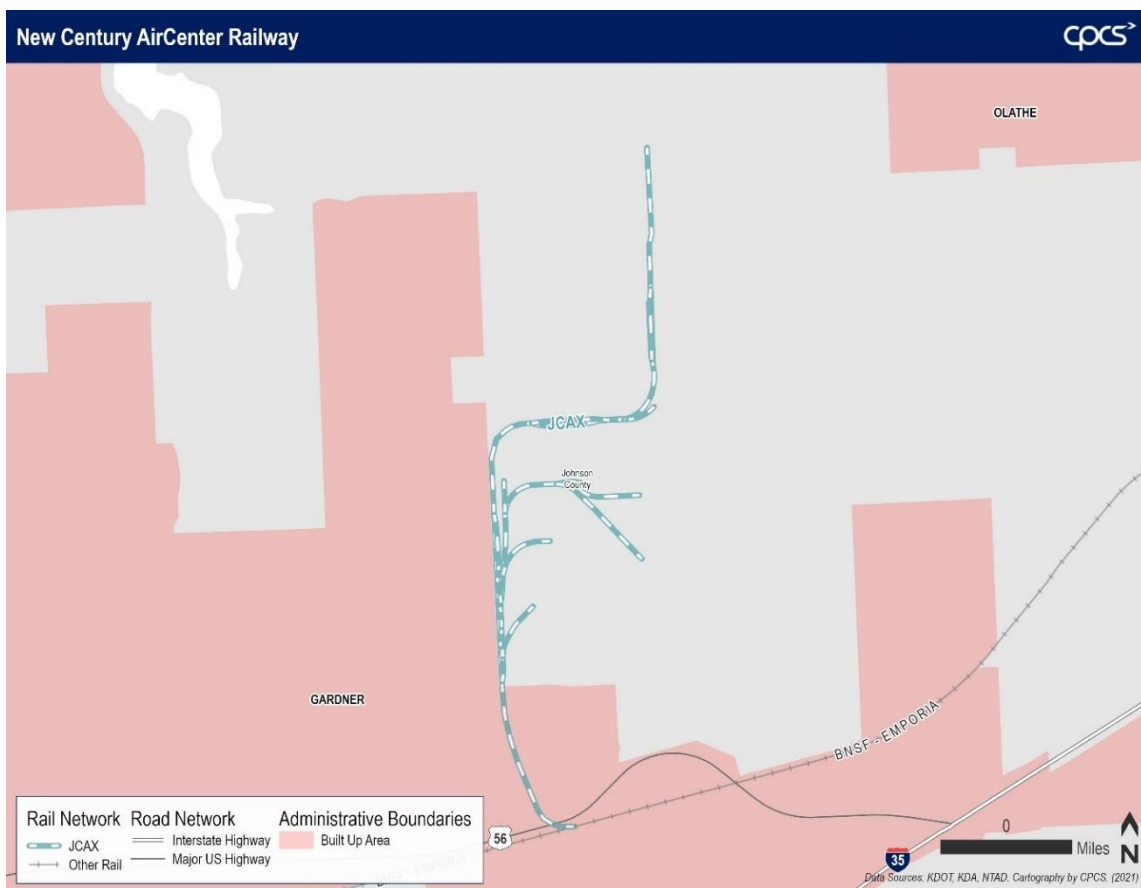 New Century AirCenter Railway
cpcs
OLATHE
JCAX
Johnson
County
GARDNER
BNSF - EMPORIA
56
BNSF - EMPORIA
35
0
Miles
N
Rail Network
JCAX
Other Rail
Road Network
Interstate Highway
Major US Highway
Administrative Boundaries
Built Up Area
Data Sources: KDOT, KDA, NTAD. Cartography by CPCS. (2021)